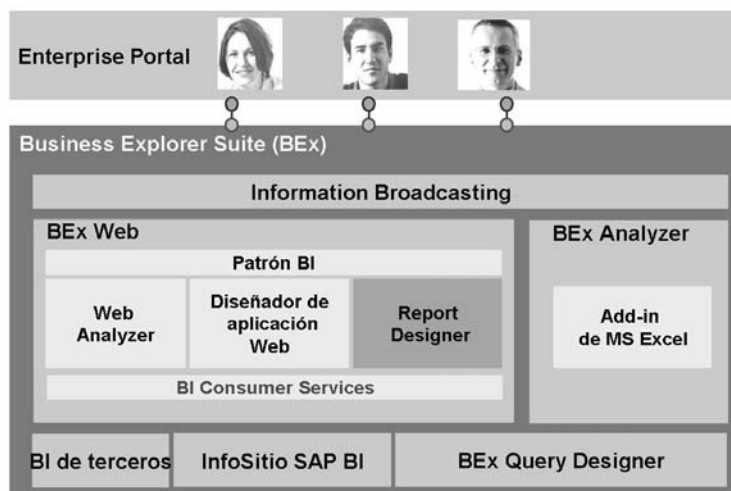 Enterprise Portal
Business Explorer Suite (BEx)
Information Broadcasting
BEx Web
Patrón BI
Web
Analyzer
Diseñador de
aplicación
Web
Report
Designer
BI Consumer Services
BEx Analyzer
Add-in
de MS Excel
BI de terceros
InfoSitio SAP BI
BEx Query Designer